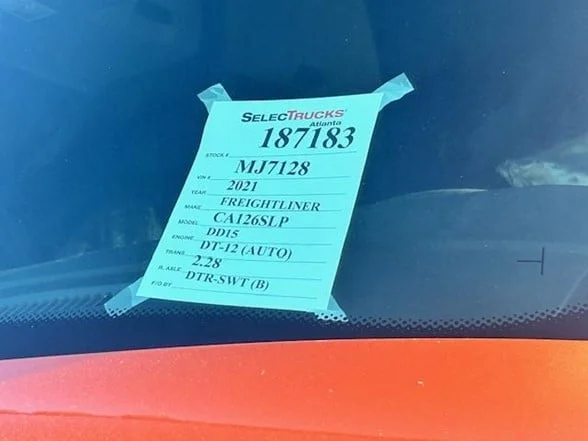 SELECTRUCKS
Atlanta
STOCK # 187183
VIN # MJ7128
YEAR 2021
MAKE FREIGHTLINER
MODEL CA126SLP
ENGINE DD15
TRANS DT-12 (AUTO)
R. AXLE 2.28
F/O BY DTR-SWT (B)